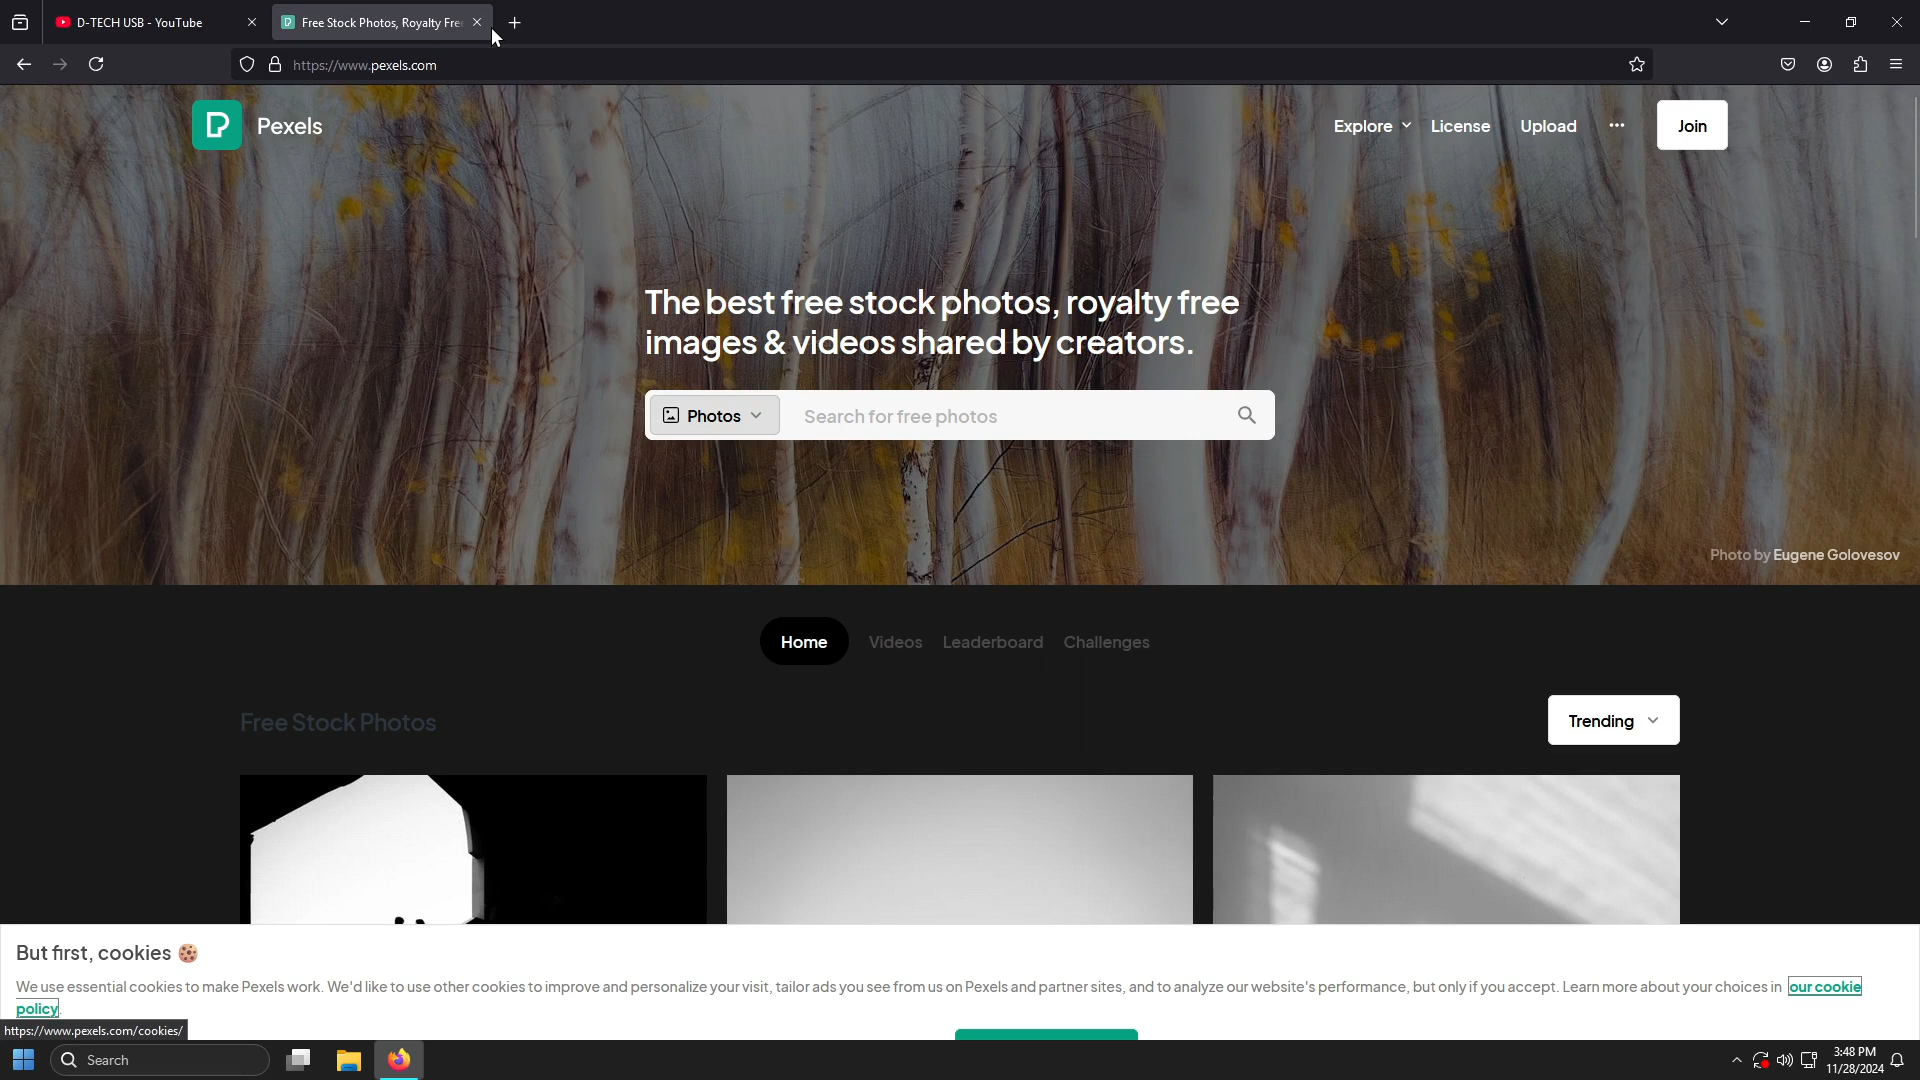 D-TECH USB - YouTube
Free Stock Photos, Royalty Fre
https://www.pexels.com
Pexels
Explore
License
Upload
Join
The best free stock photos, royalty free
images & videos shared by creators.
Photos
Search for free photos
Photo by Eugene Golovesov
Home
Videos
Leaderboard
Challenges
Free Stock Photos
Trending
But first, cookies 🍪
We use essential cookies to make Pexels work. We'd like to use other cookies to improve and personalize your visit, tailor ads you see from us on Pexels and partner sites, and to analyze our website's performance, but only if you accept. Learn more about your choices in our cookie
policy.
https://www.pexels.com/cookies/
Search
3:48 PM
11/28/2024